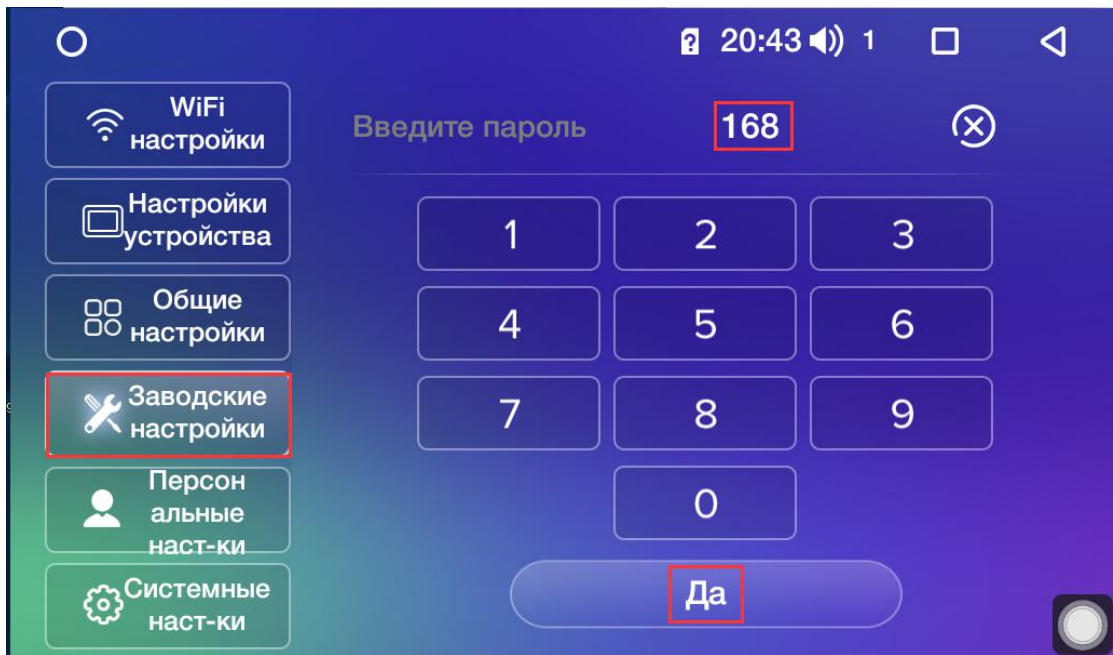 20:43 1
WiFi
настройки
Настройки
устройства
Общие
настройки
Заводские
настройки
Персон
альные
наст-ки
Системные
наст-ки
Введите пароль 168
1 2 3
4 5 6
7 8 9
0
Да